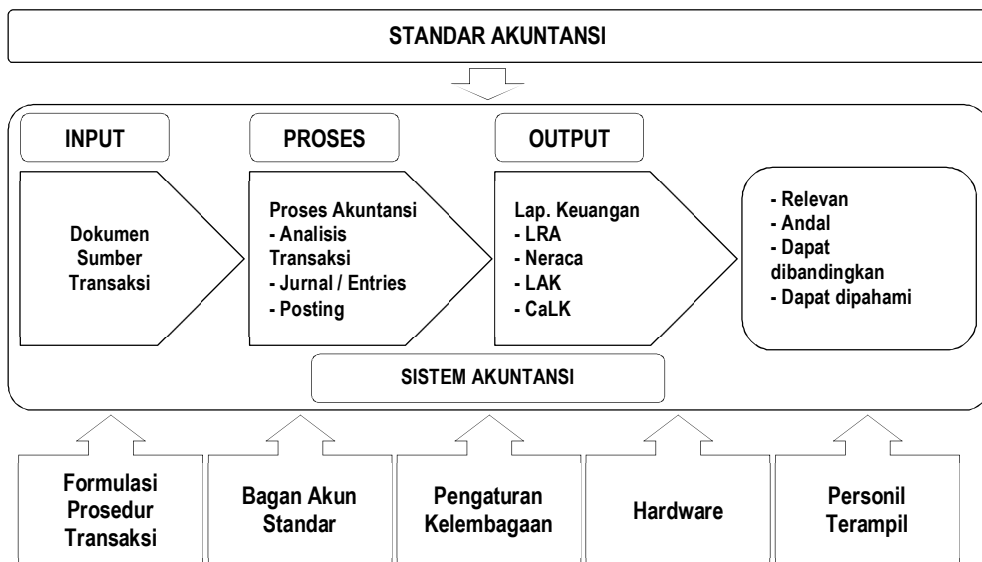 STANDAR AKUNTANSI
INPUT
PROSES
OUTPUT
Dokumen
Sumber
Transaksi
Proses Akuntansi
- Analisis
Transaksi
- Jurnal / Entries
- Posting
Lap. Keuangan
- LRA
- Neraca
- LAK
- CaLK
- Relevan
- Andal
- Dapat
dibandingkan
- Dapat dipahami
SISTEM AKUNTANSI
Formulasi
Prosedur
Transaksi
Bagan Akun
Standar
Pengaturan
Kelembagaan
Hardware
Personil
Terampil